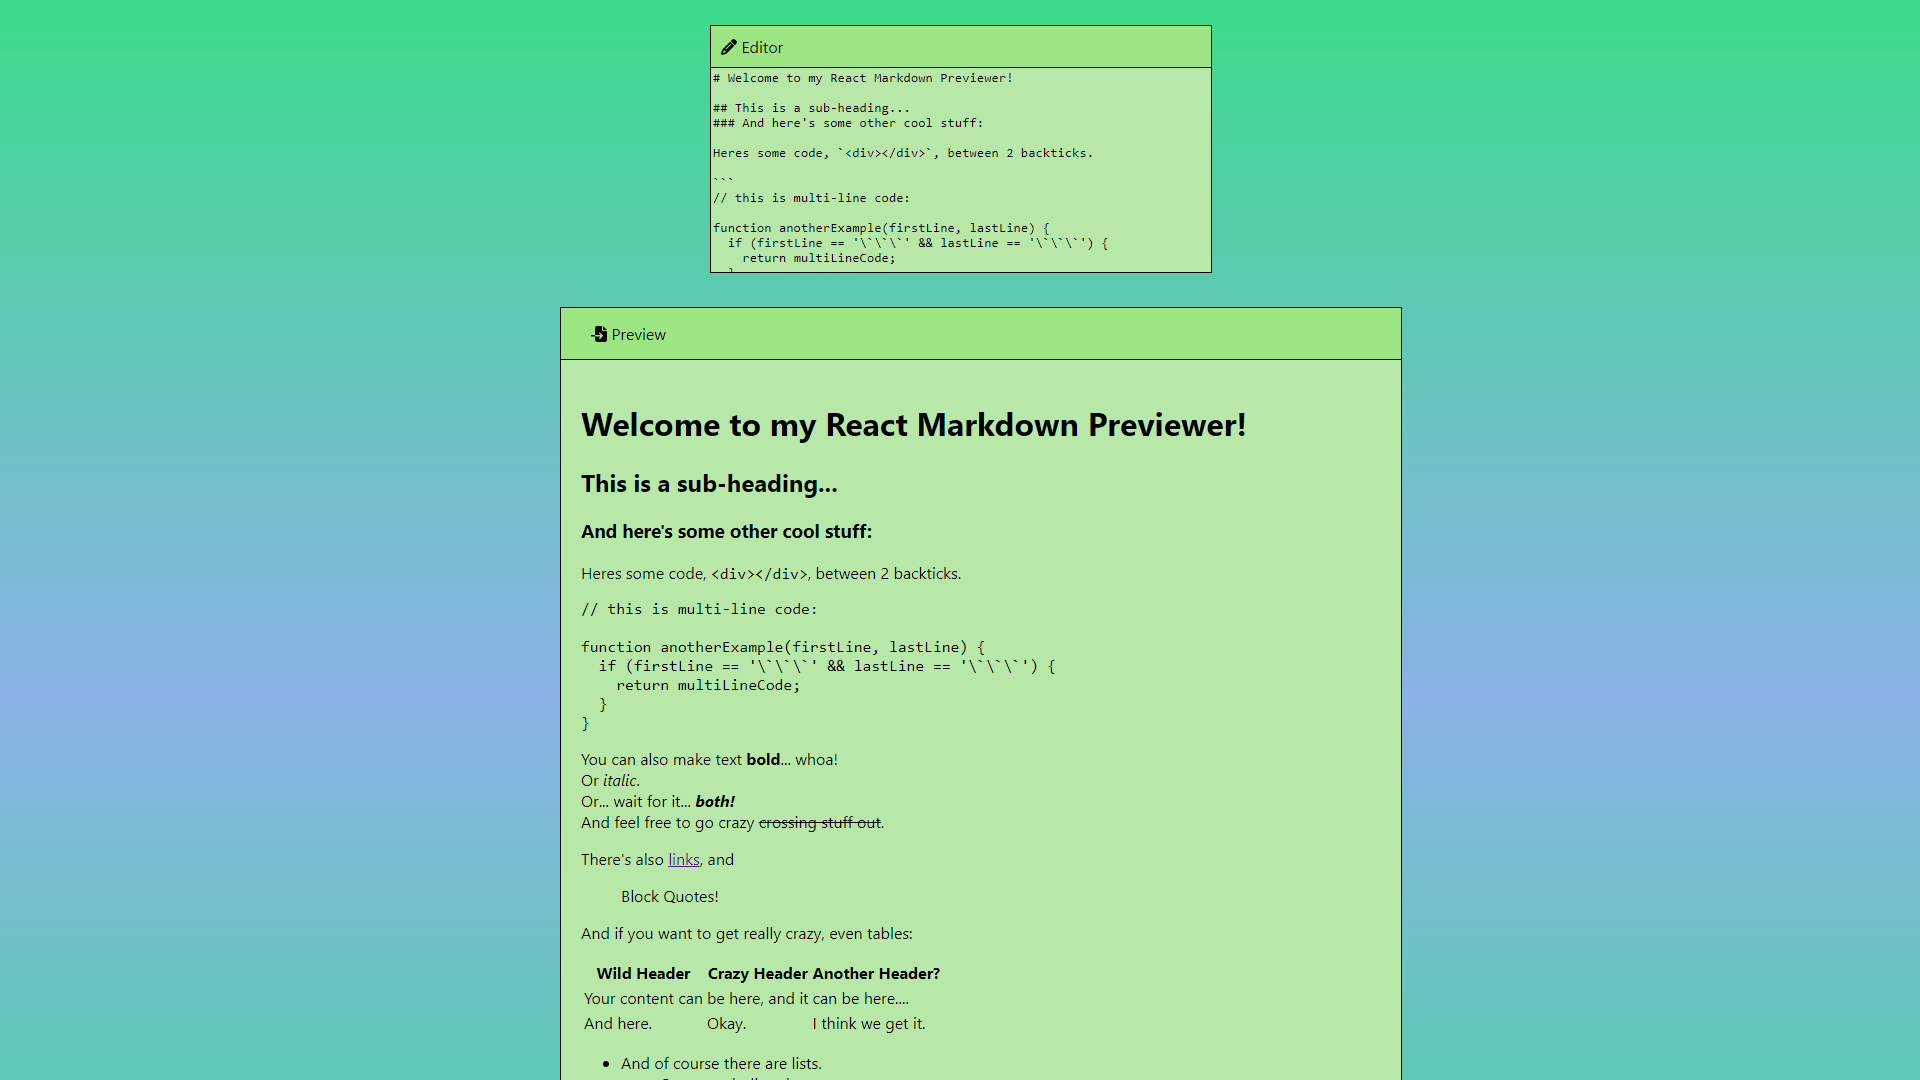 Editor
# Welcome to my React Markdown Previewer!
## This is a sub-heading...
### And here's some other cool stuff:
Heres some code, `<div></div>`, between 2 backticks.
```
// this is multi-line code:
function anotherExample(firstLine, lastLine) {
  if (firstLine == '\`\`\`' && lastLine == '\`\`\`') {
    return multiLineCode;
Preview
Welcome to my React Markdown Previewer!
This is a sub-heading...
And here's some other cool stuff:
Heres some code, <div></div>, between 2 backticks.
// this is multi-line code:
function anotherExample(firstLine, lastLine) {
  if (firstLine == '\`\`\`' && lastLine == '\`\`\`') {
    return multiLineCode;
  }
}
You can also make text bold... whoa!
Or italic.
Or... wait for it... both!
And feel free to go crazy crossing stuff out.
There's also links, and
Block Quotes!
And if you want to get really crazy, even tables:
Wild Header Crazy Header Another Header?
Your content can be here, and it can be here....
And here. Okay. I think we get it.
And of course there are lists.